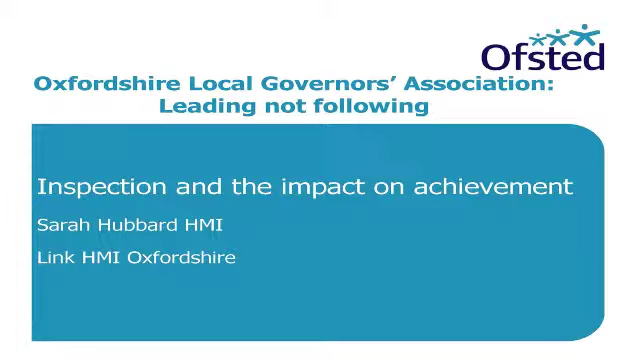 Ofsted
Oxfordshire Local Governors’ Association:
Leading not following
Inspection and the impact on achievement
Sarah Hubbard HMI
Link HMI Oxfordshire